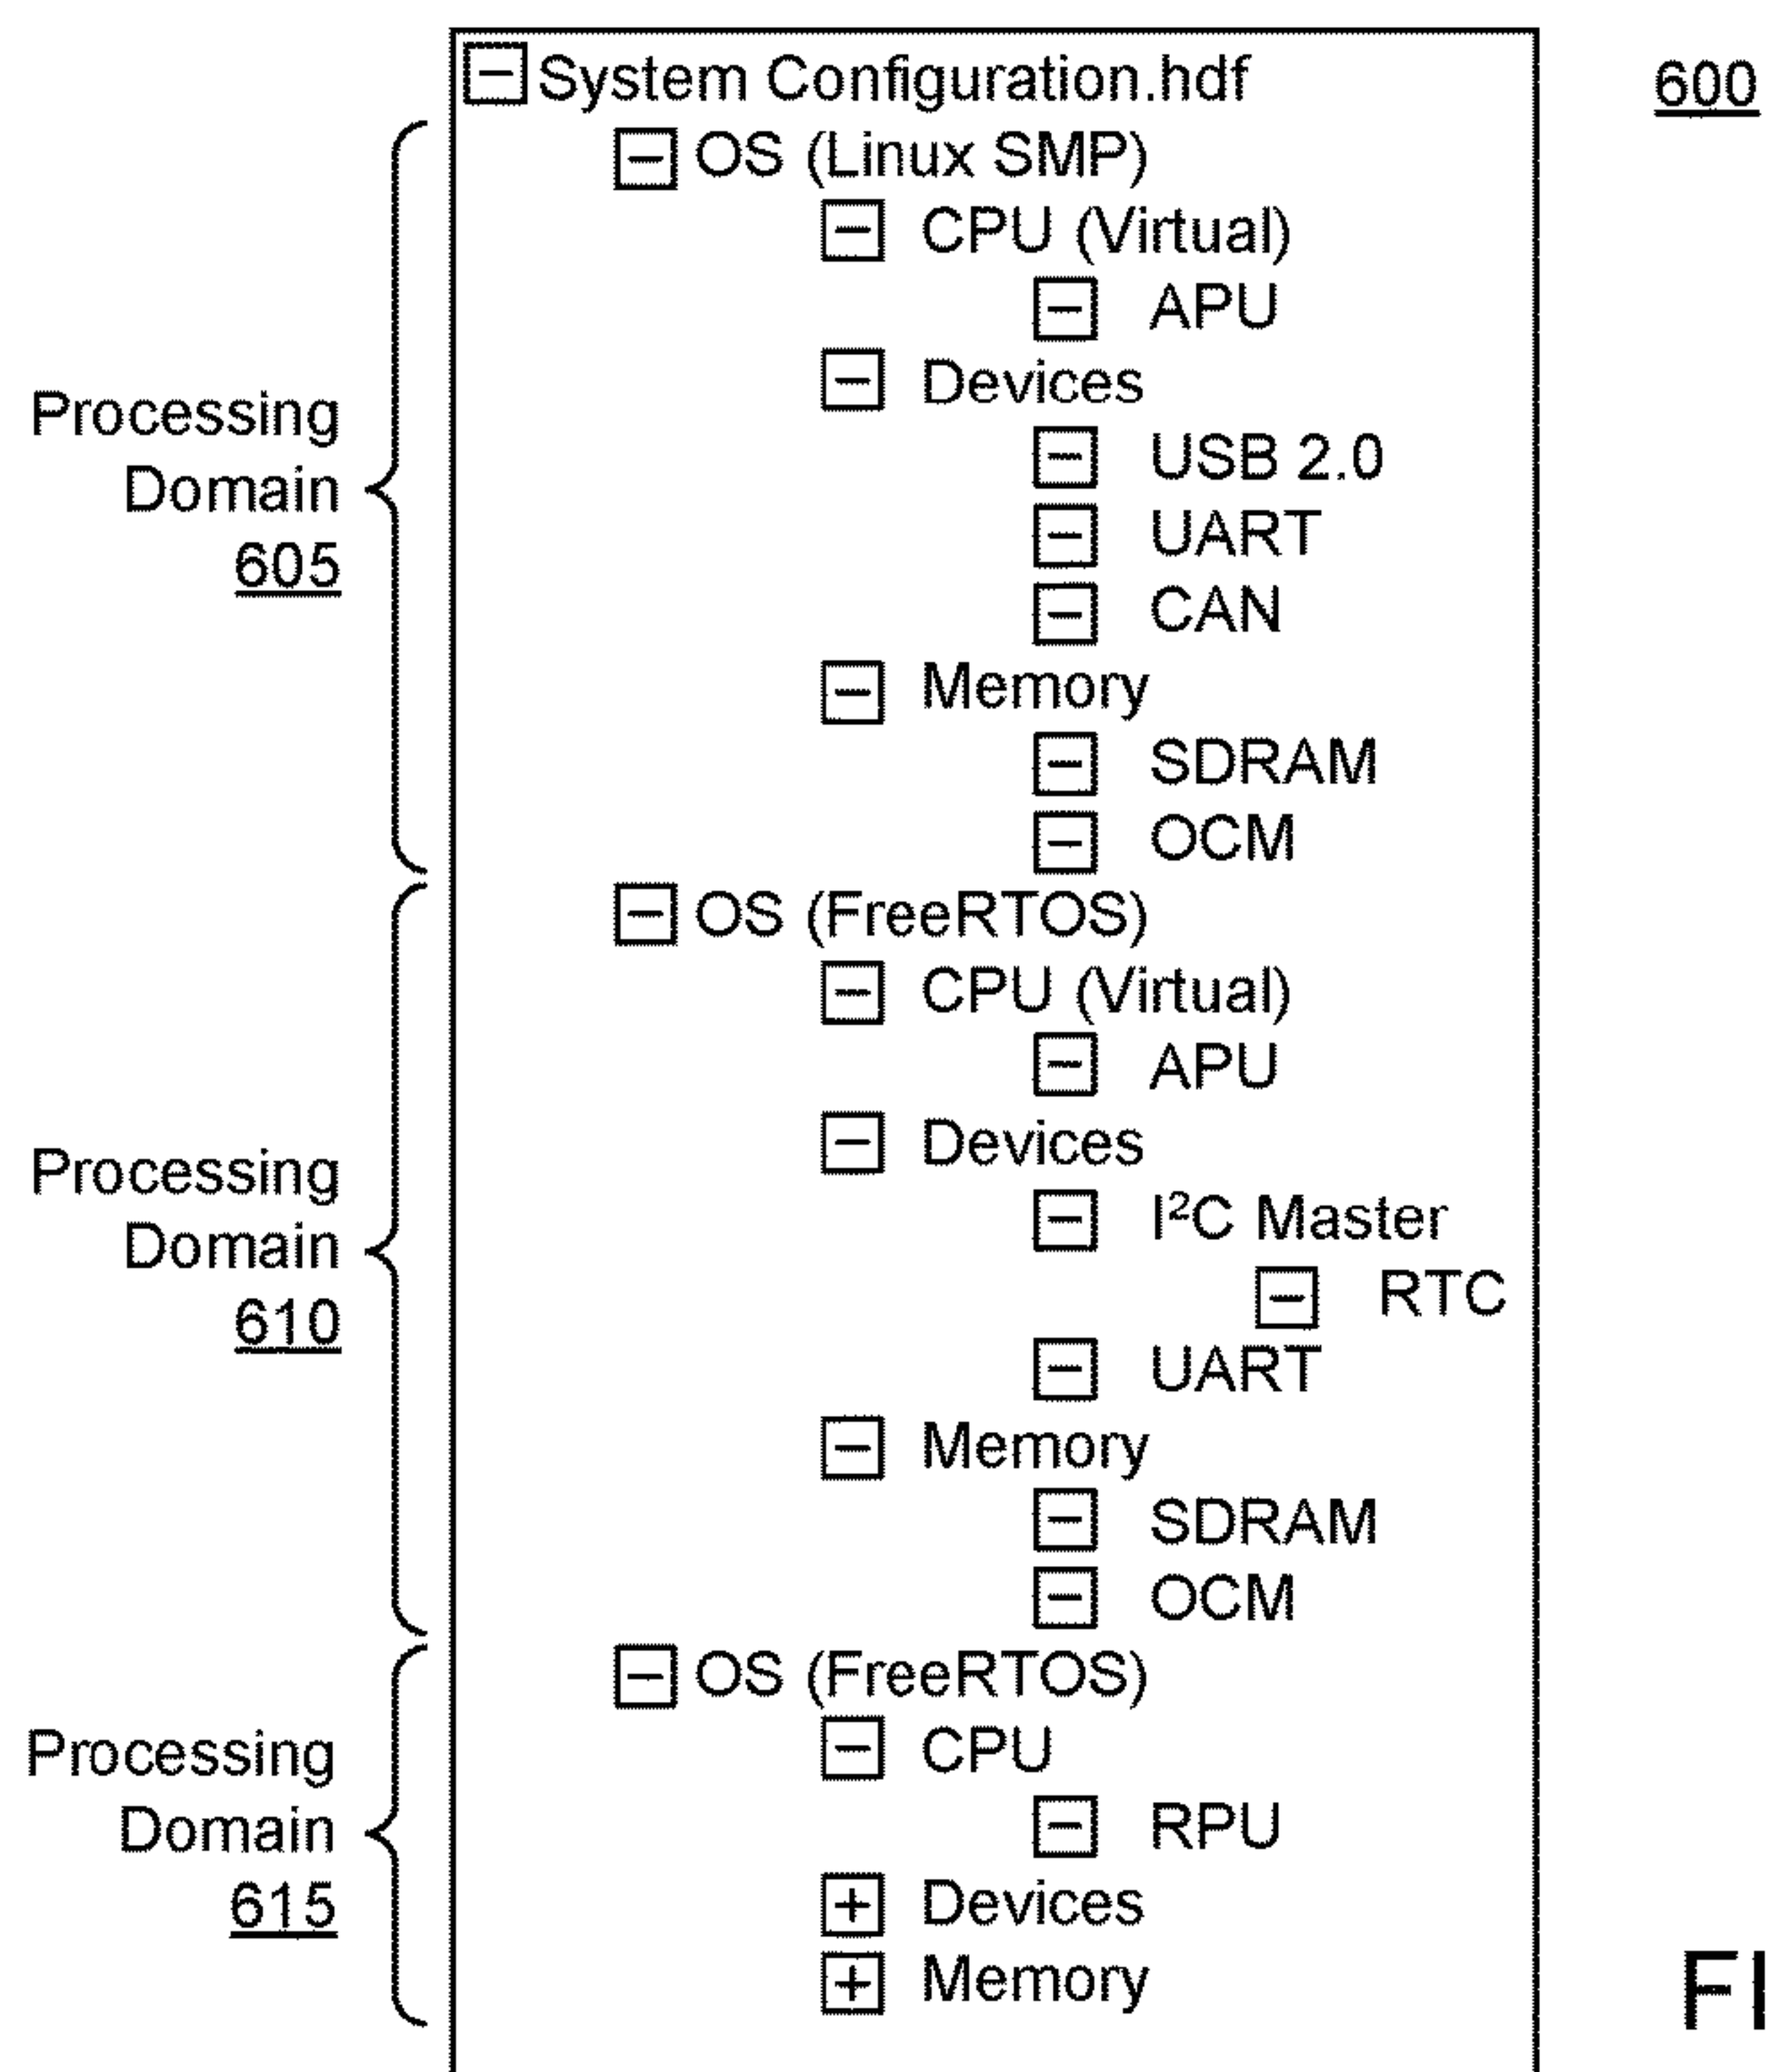 System Configuration.hdf
600
OS (Linux SMP)
CPU (Virtual)
APU
Devices
USB 2.0
UART
CAN
Memory
SDRAM
OCM
Processing
Domain
605
OS (FreeRTOS)
CPU (Virtual)
APU
Devices
I²C Master
RTC
UART
Memory
SDRAM
OCM
Processing
Domain
610
OS (FreeRTOS)
CPU
RPU
Devices
Memory
Processing
Domain
615
FI